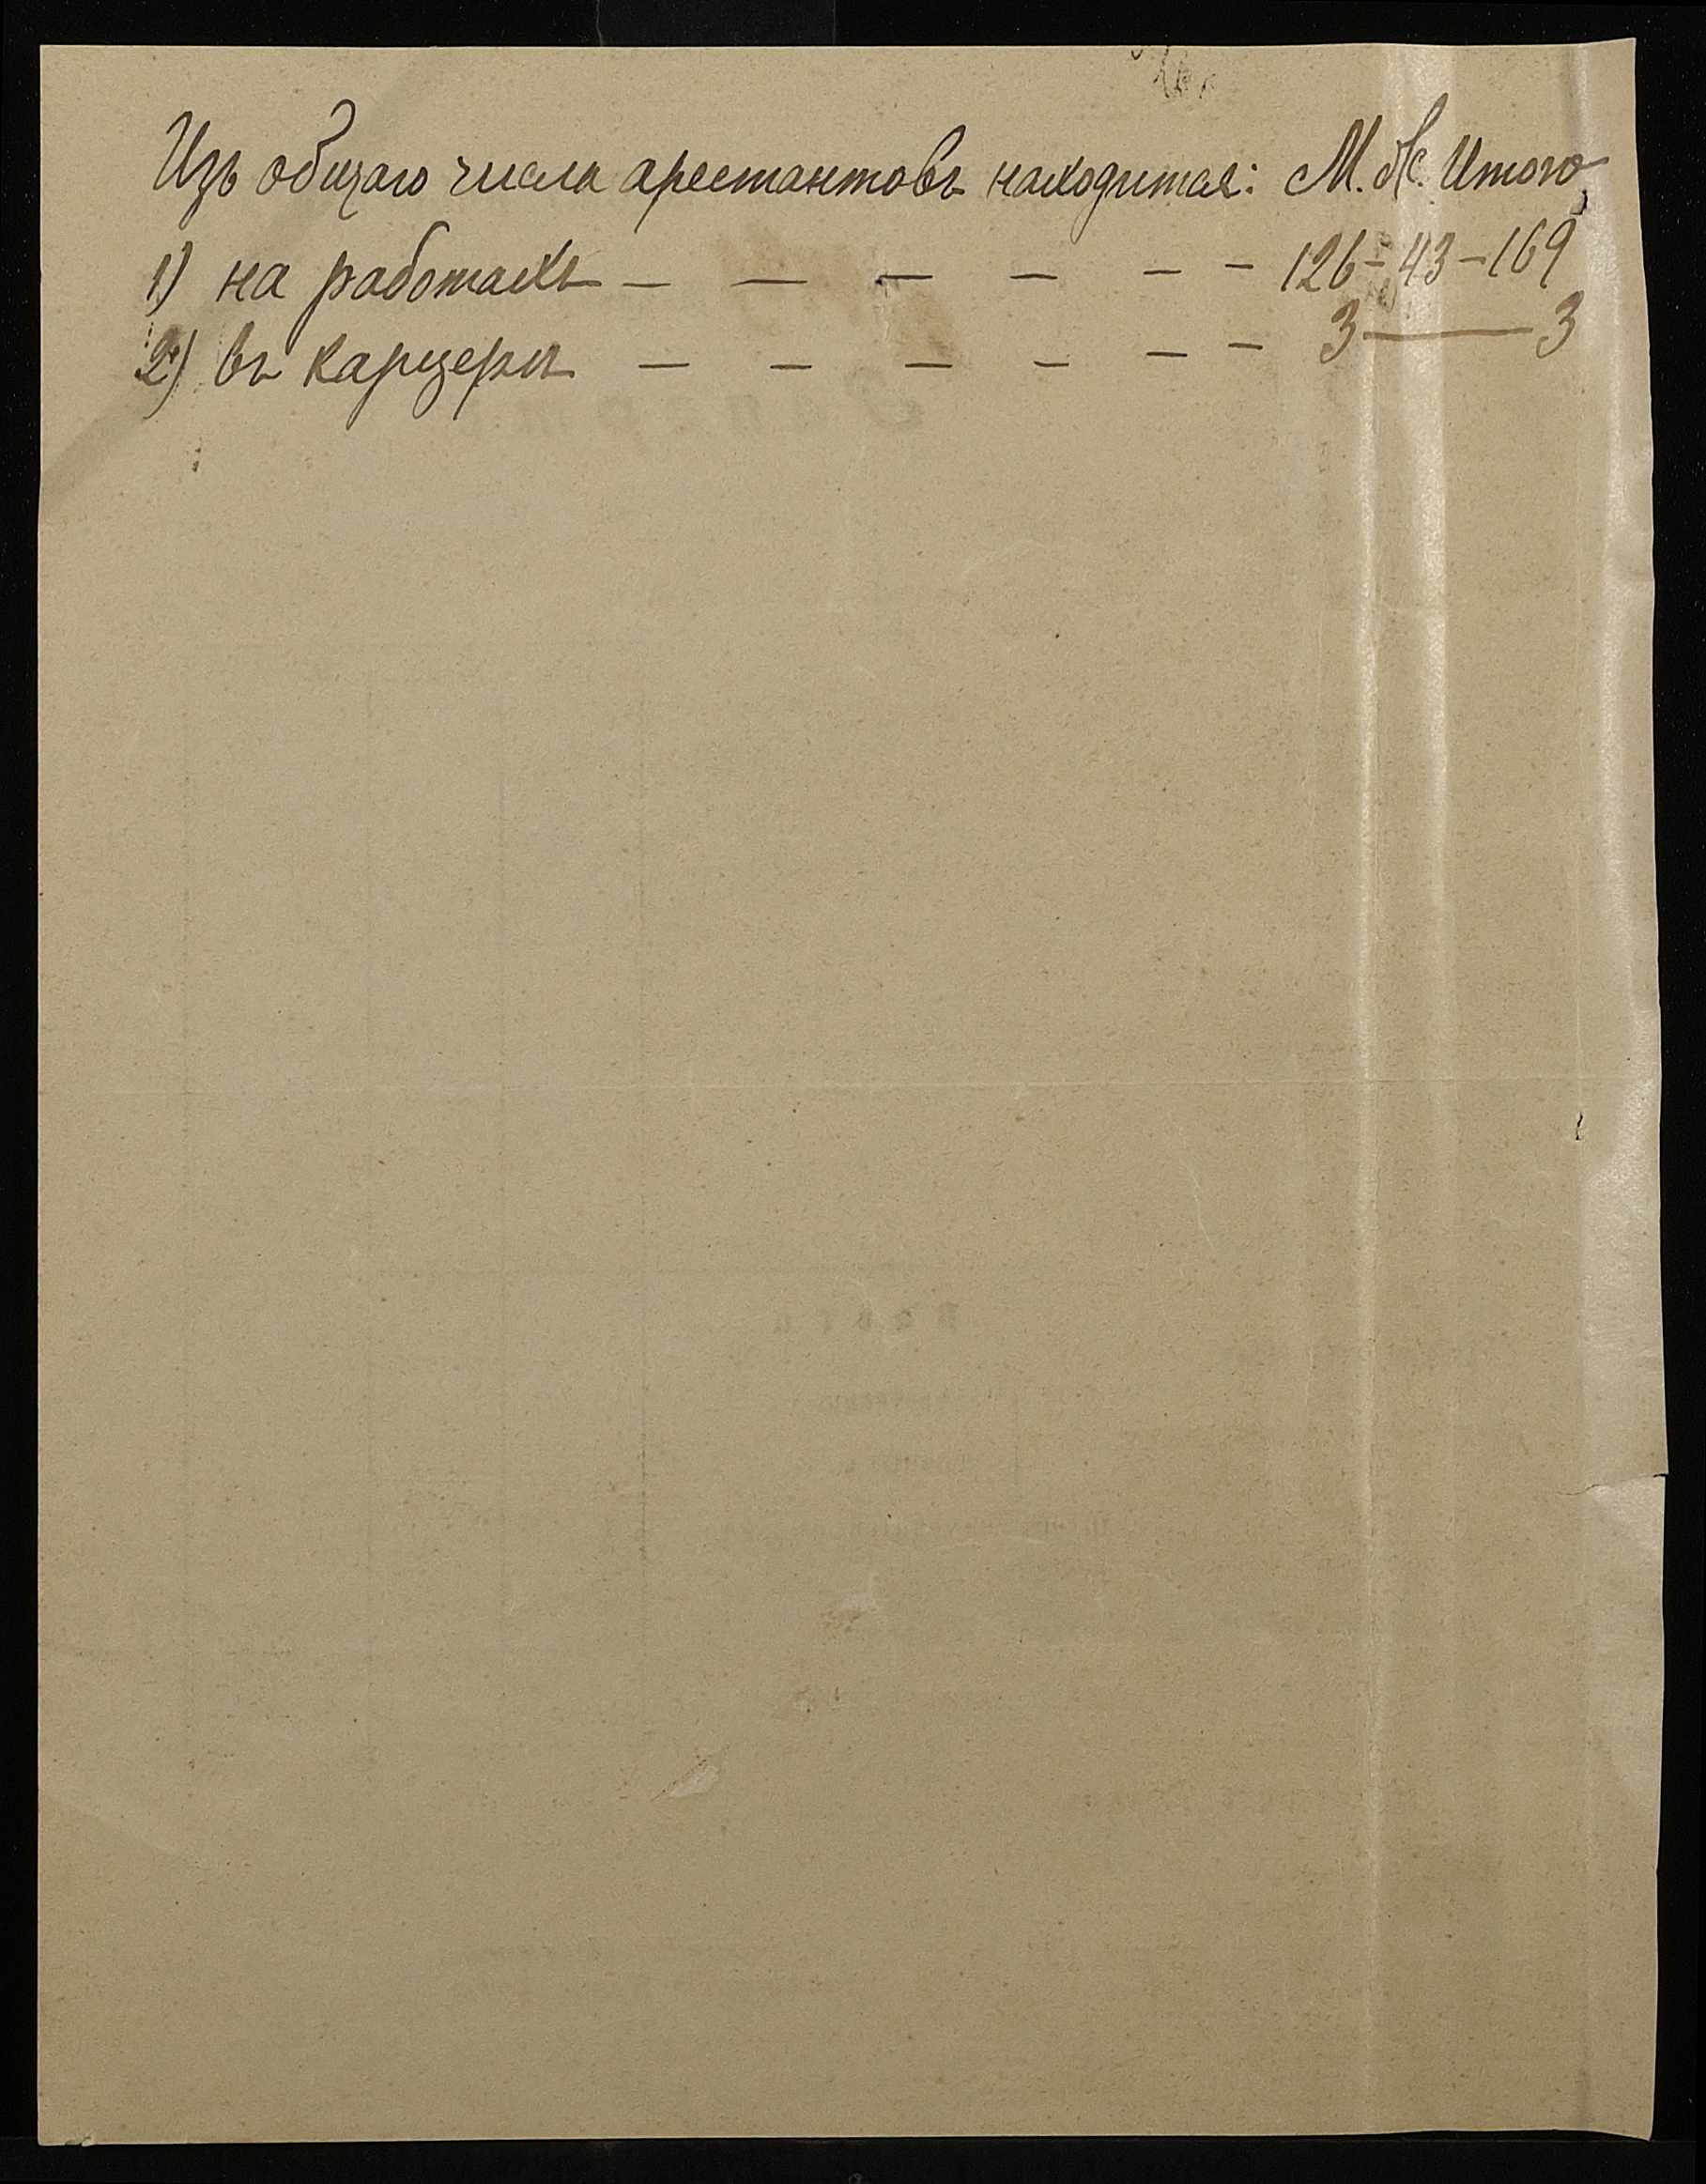 Изъ общаго числа арестантовъ находится: М. Ж. Итого
1) на работахъ — — — — — — 126 — 43 — 169
2) въ карцерѣ — — — — — — 3 — 3